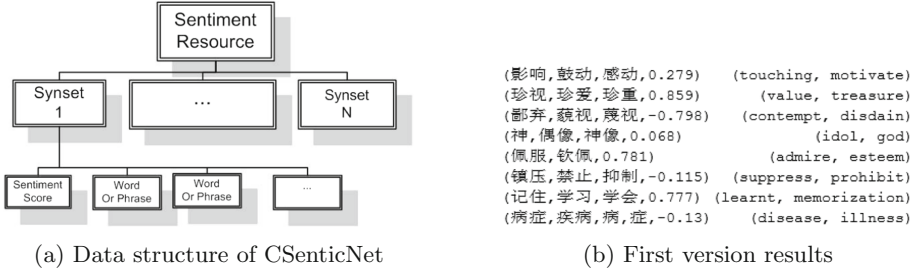 Sentiment
Resource
Synset
1
...
Synset
N
Sentiment
Score
Word
Or Phrase
Word
Or Phrase
...
(a) Data structure of CSenticNet
(影响,鼓动,感动,0.279) (touching, motivate)
(珍视,珍爱,珍重,0.859) (value, treasure)
(鄙弃,藐视,蔑视,-0.798) (contempt, disdain)
(神,偶像,神像,0.068) (idol, god)
(佩服,钦佩,0.781) (admire, esteem)
(镇压,禁止,抑制,-0.115) (suppress, prohibit)
(记住,学习,学会,0.777) (learnt, memorization)
(病症,疾病,病,症,-0.13) (disease, illness)
(b) First version results